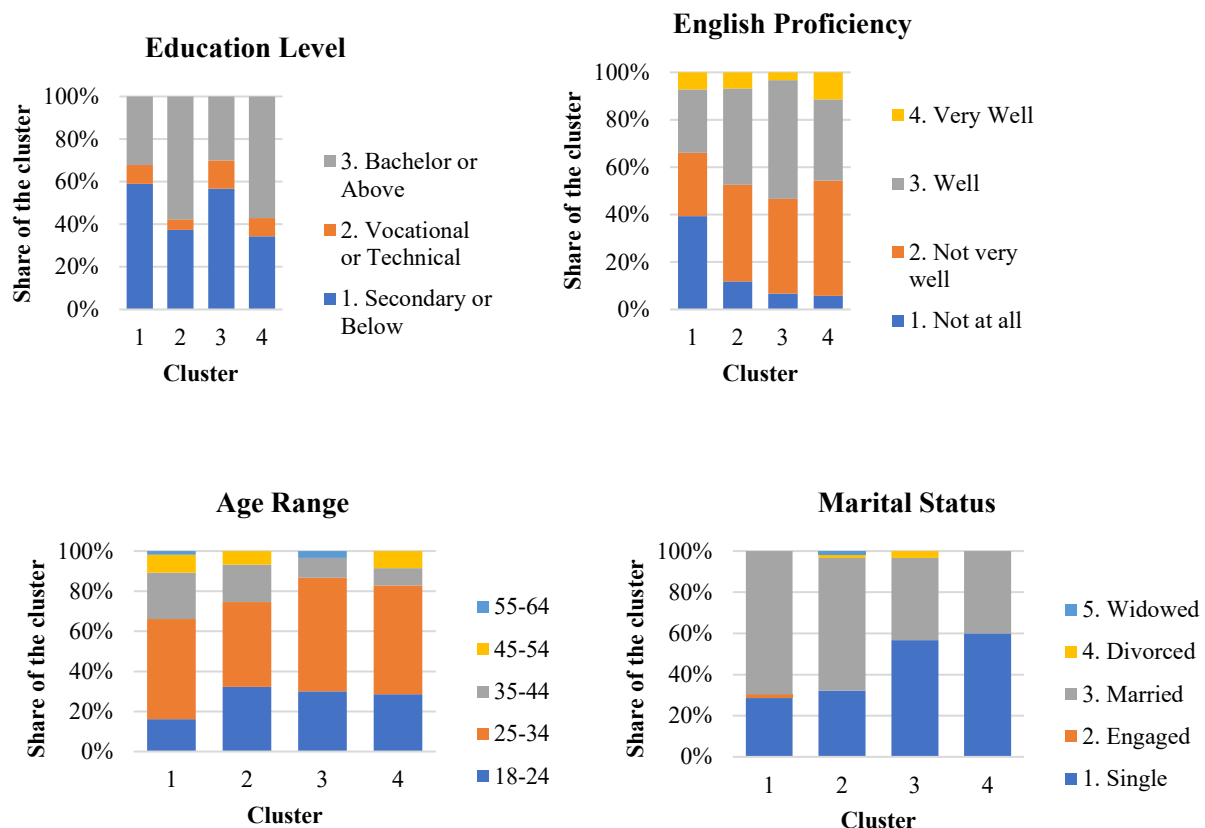 Education Level
Share of the cluster
100%
80%
60%
40%
20%
0%
1 2 3 4
Cluster
3. Bachelor or
Above
2. Vocational
or Technical
1. Secondary or
Below
English Proficiency
Share of the cluster
100%
80%
60%
40%
20%
0%
1 2 3 4
Cluster
4. Very Well
3. Well
2. Not very
well
1. Not at all
Age Range
Share of the cluster
100%
80%
60%
40%
20%
0%
1 2 3 4
Cluster
55-64
45-54
35-44
25-34
18-24
Marital Status
Share of the cluster
100%
80%
60%
40%
20%
0%
1 2 3 4
Cluster
5. Widowed
4. Divorced
3. Married
2. Engaged
1. Single